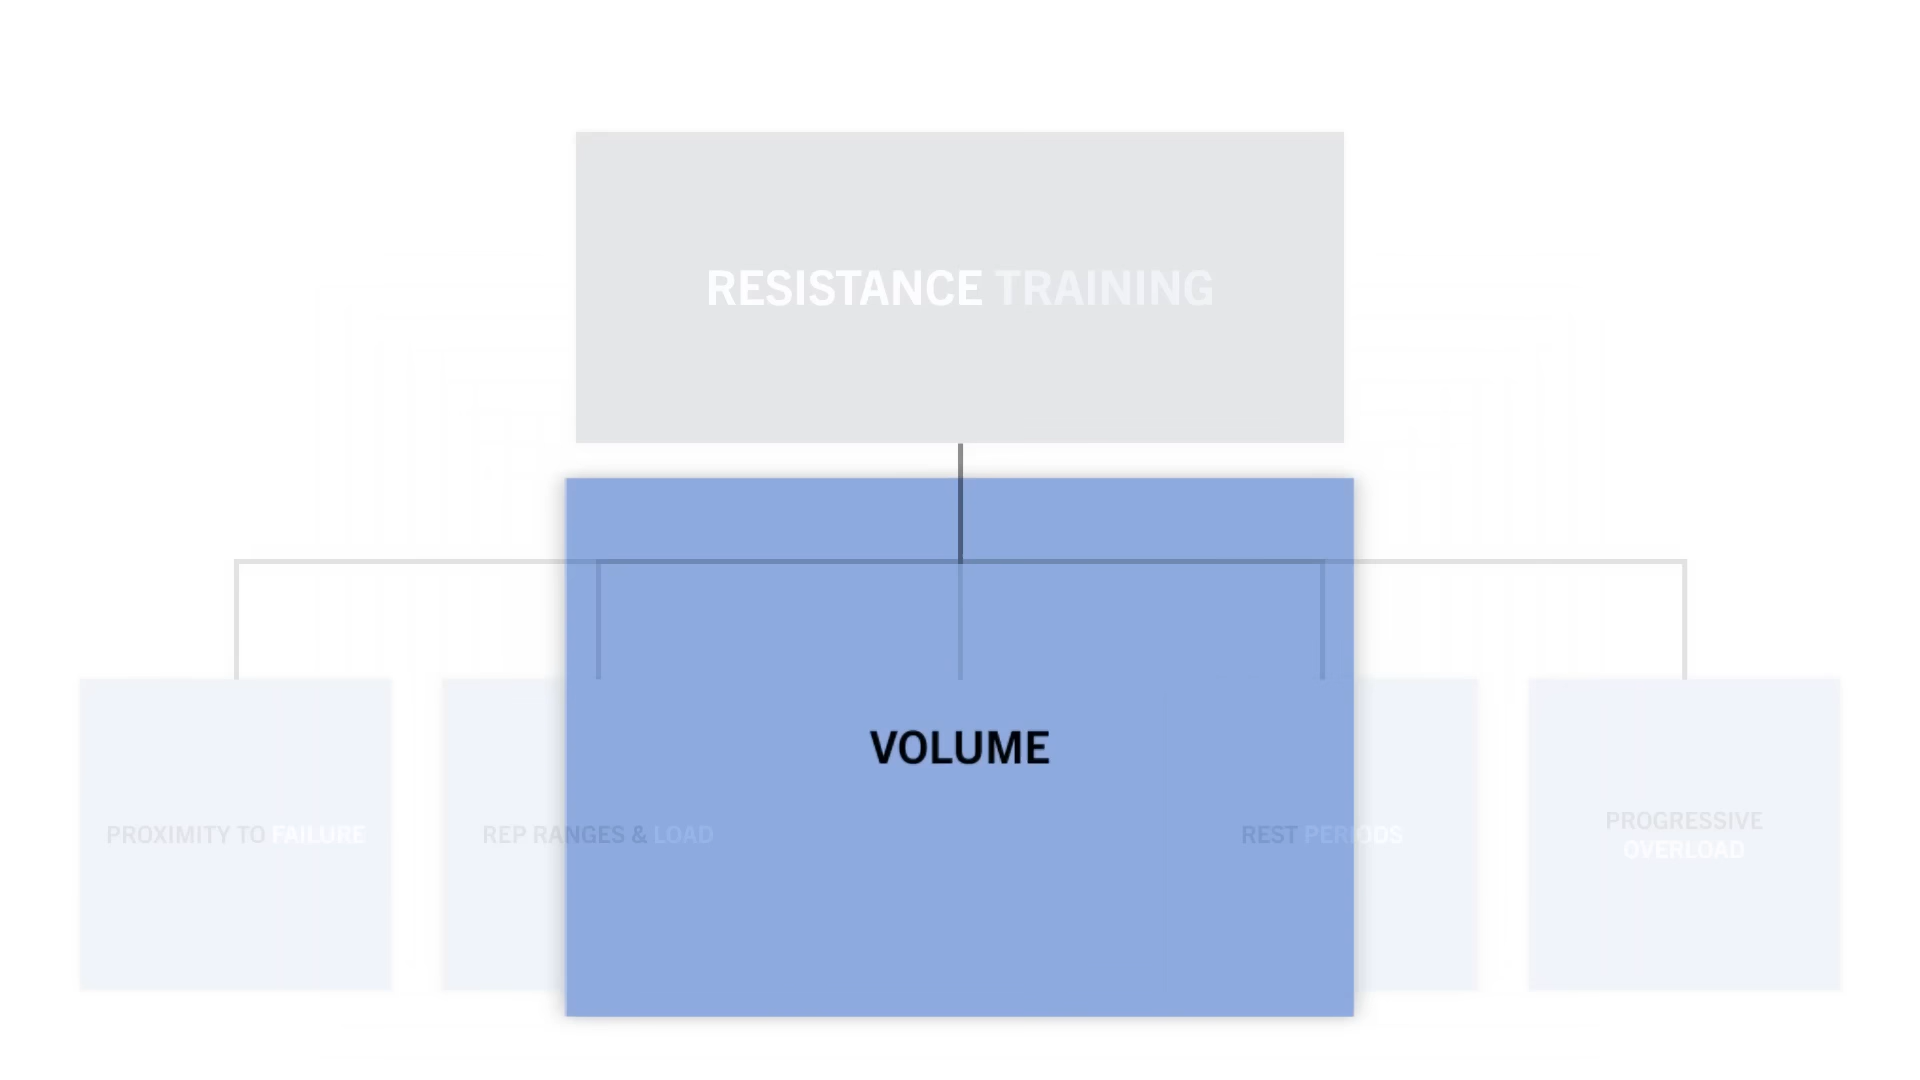 RESISTANCE TRAINING
VOLUME
PROXIMITY TO FAILURE
REP RANGES & LOAD
REST PERIODS
PROGRESSIVE
OVERLOAD